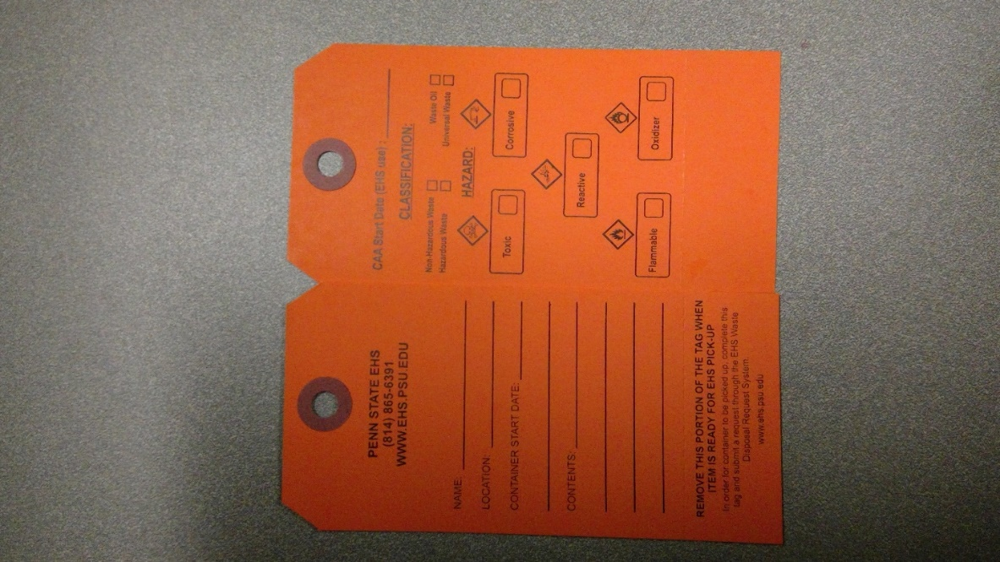 PENN STATE EHS
(814) 865-6391
WWW.EHS.PSU.EDU
NAME:
LOCATION:
CONTAINER START DATE:
CONTENTS:
REMOVE THIS PORTION OF THE TAG WHEN
ITEM IS READY FOR EHS PICK-UP
In order for container to be picked up, complete this
tag and submit a request through the EHS Waste
Disposal Request System
www.ehs.psu.edu
CAA Start Date (EHS use) :
CLASSIFICATION:
Non-Hazardous Waste Waste Oil
Hazardous Waste Universal Waste
HAZARD:
Toxic Corrosive
Reactive
Flammable Oxidizer